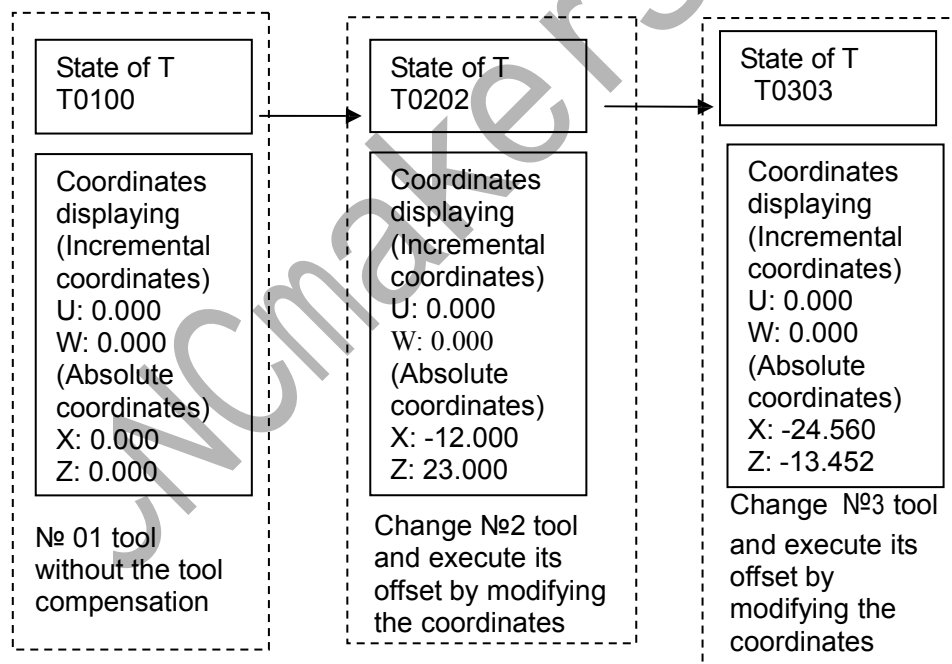 State of T
T0100
Coordinates
displaying
(Incremental
coordinates)
U: 0.000
W: 0.000
(Absolute
coordinates)
X: 0.000
Z: 0.000
№ 01 tool
without the tool
compensation
State of T
T0202
Coordinates
displaying
(Incremental
coordinates)
U: 0.000
W: 0.000
(Absolute
coordinates)
X: -12.000
Z: 23.000
Change №2 tool
and execute its
offset by modifying
the coordinates
State of T
T0303
Coordinates
displaying
(Incremental
coordinates)
U: 0.000
W: 0.000
(Absolute
coordinates)
X: -24.560
Z: -13.452
Change №3 tool
and execute its
offset by
modifying the
coordinates